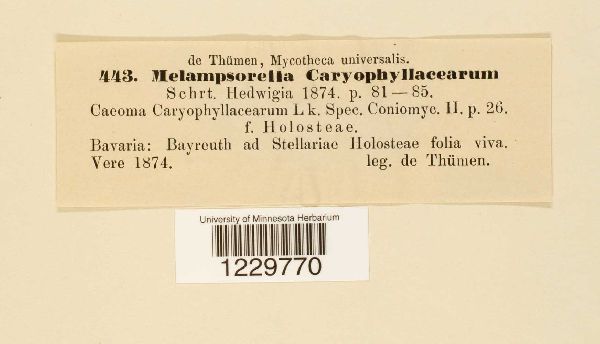 de Thümen, Mycotheca universalis.
443. Melampsorella Caryophyllacearum
Schrt. Hedwigia 1874. p. 81 — 85.
Caeoma Caryophyllacearum Lk. Spec. Coniomyc. II. p. 26.
f. Holosteae.
Bavaria: Bayreuth ad Stellariae Holosteae folia viva.
Vere 1874. leg. de Thümen.
University of Minnesota Herbarium
1229770